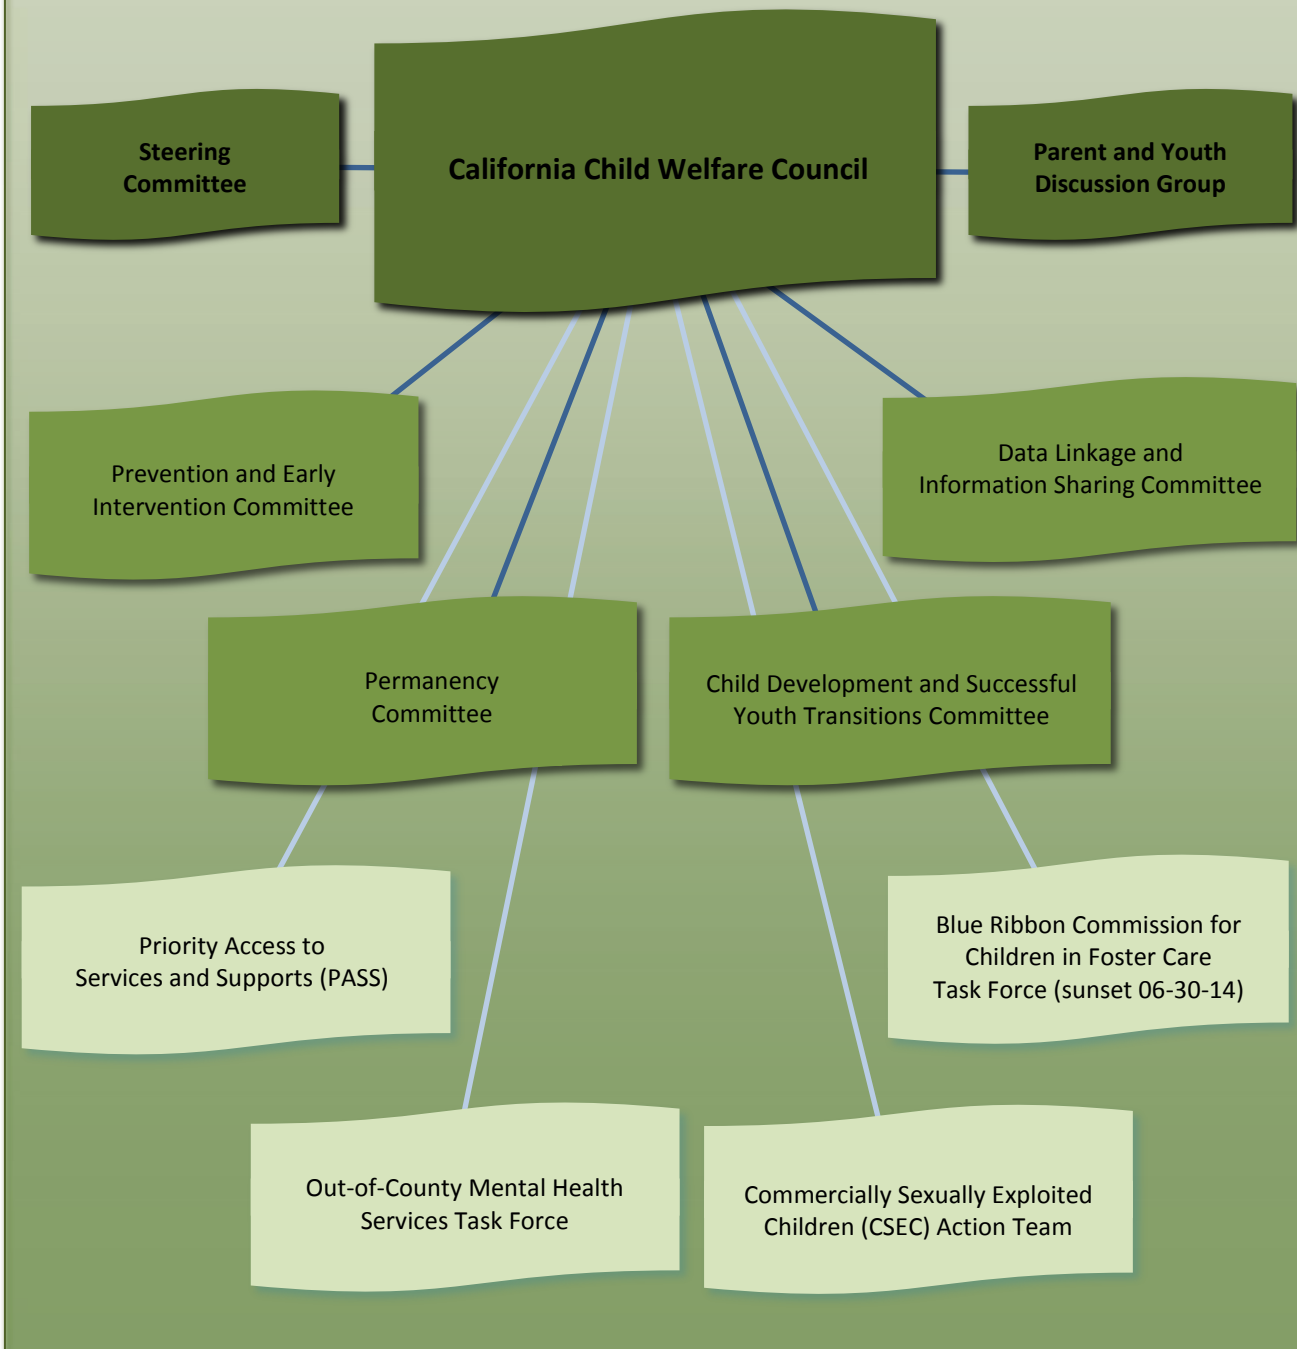 Steering
Committee
California Child Welfare Council
Parent and Youth
Discussion Group
Prevention and Early
Intervention Committee
Data Linkage and
Information Sharing Committee
Permanency
Committee
Child Development and Successful
Youth Transitions Committee
Priority Access to
Services and Supports (PASS)
Blue Ribbon Commission for
Children in Foster Care
Task Force (sunset 06-30-14)
Out-of-County Mental Health
Services Task Force
Commercially Sexually Exploited
Children (CSEC) Action Team